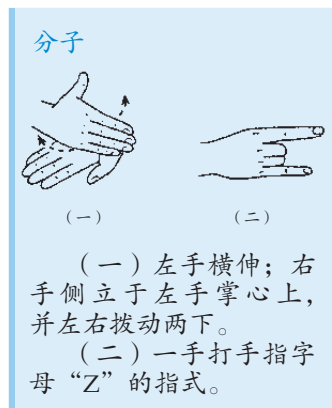 分子
（一） （二）
（一）左手横伸；右
手侧立于左手掌心上，
并左右拨动两下。
（二）一手打手指字
母“Z”的指式。